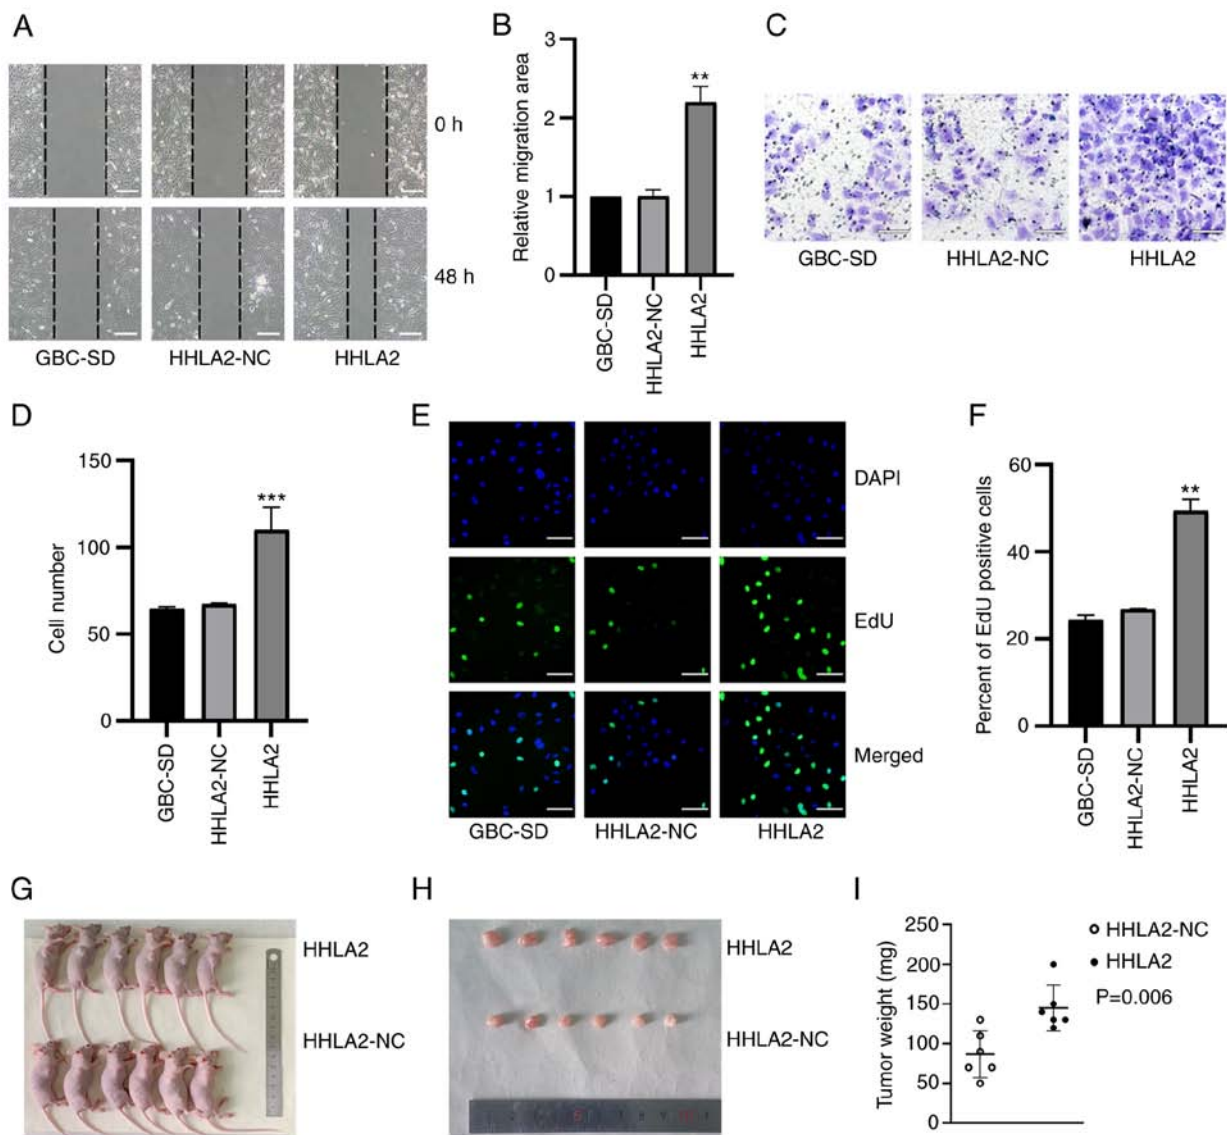 A
0 h
48 h
GBC-SD HHLA2-NC HHLA2
B
Relative migration area
3
2
1
0
**
GBC-SD
HHLA2-NC
HHLA2
C
GBC-SD HHLA2-NC HHLA2
D
Cell number
150
100
50
0
***
GBC-SD
HHLA2-NC
HHLA2
E
DAPI
EdU
Merged
GBC-SD HHLA2-NC HHLA2
F
Percent of EdU positive cells
60
40
20
0
**
GBC-SD
HHLA2-NC
HHLA2
G
HHLA2
HHLA2-NC
H
HHLA2
HHLA2-NC
I
Tumor weight (mg)
250
200
150
100
50
0
HHLA2-NC
HHLA2
P=0.006